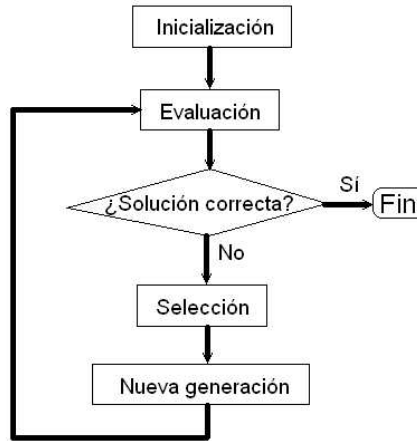 Inicialización
Evaluación
¿Solución correcta?
Sí
Fin
No
Selección
Nueva generación